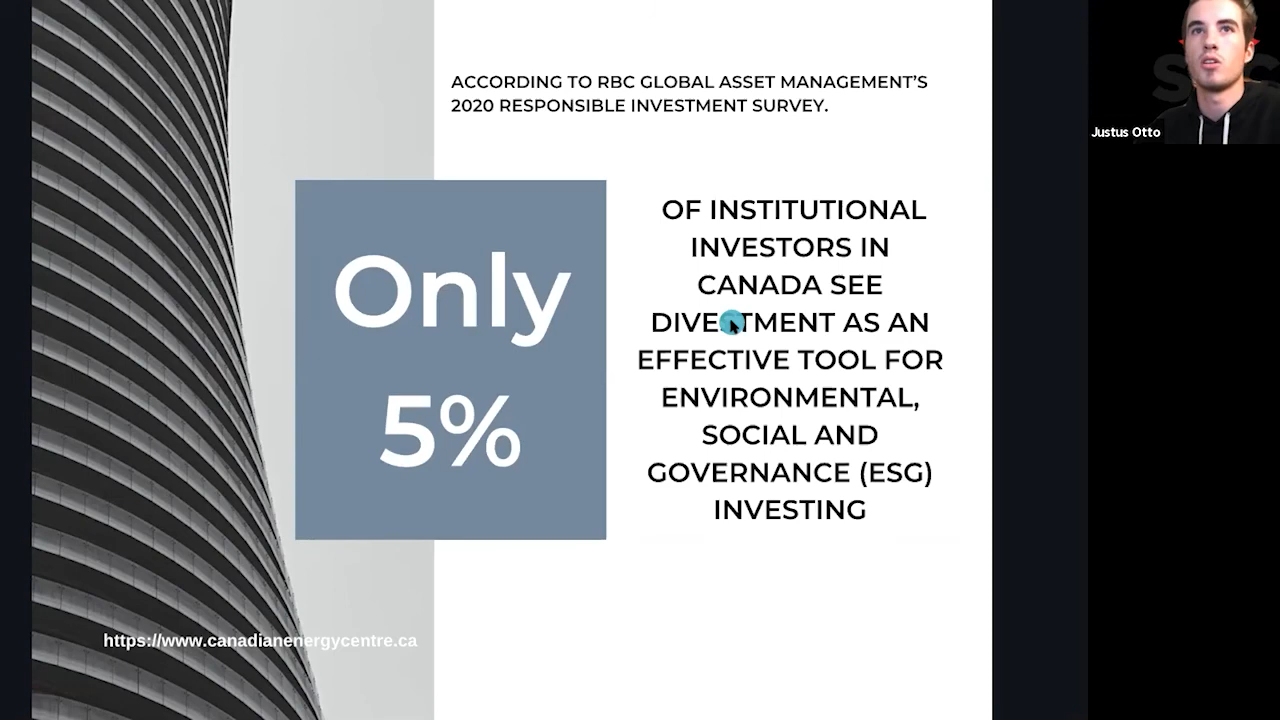 ACCORDING TO RBC GLOBAL ASSET MANAGEMENT'S
2020 RESPONSIBLE INVESTMENT SURVEY.
Only
5%
OF INSTITUTIONAL
INVESTORS IN
CANADA SEE
DIVESTMENT AS AN
EFFECTIVE TOOL FOR
ENVIRONMENTAL,
SOCIAL AND
GOVERNANCE (ESG)
INVESTING
https://www.canadianenergycentre.ca
Justus Otto